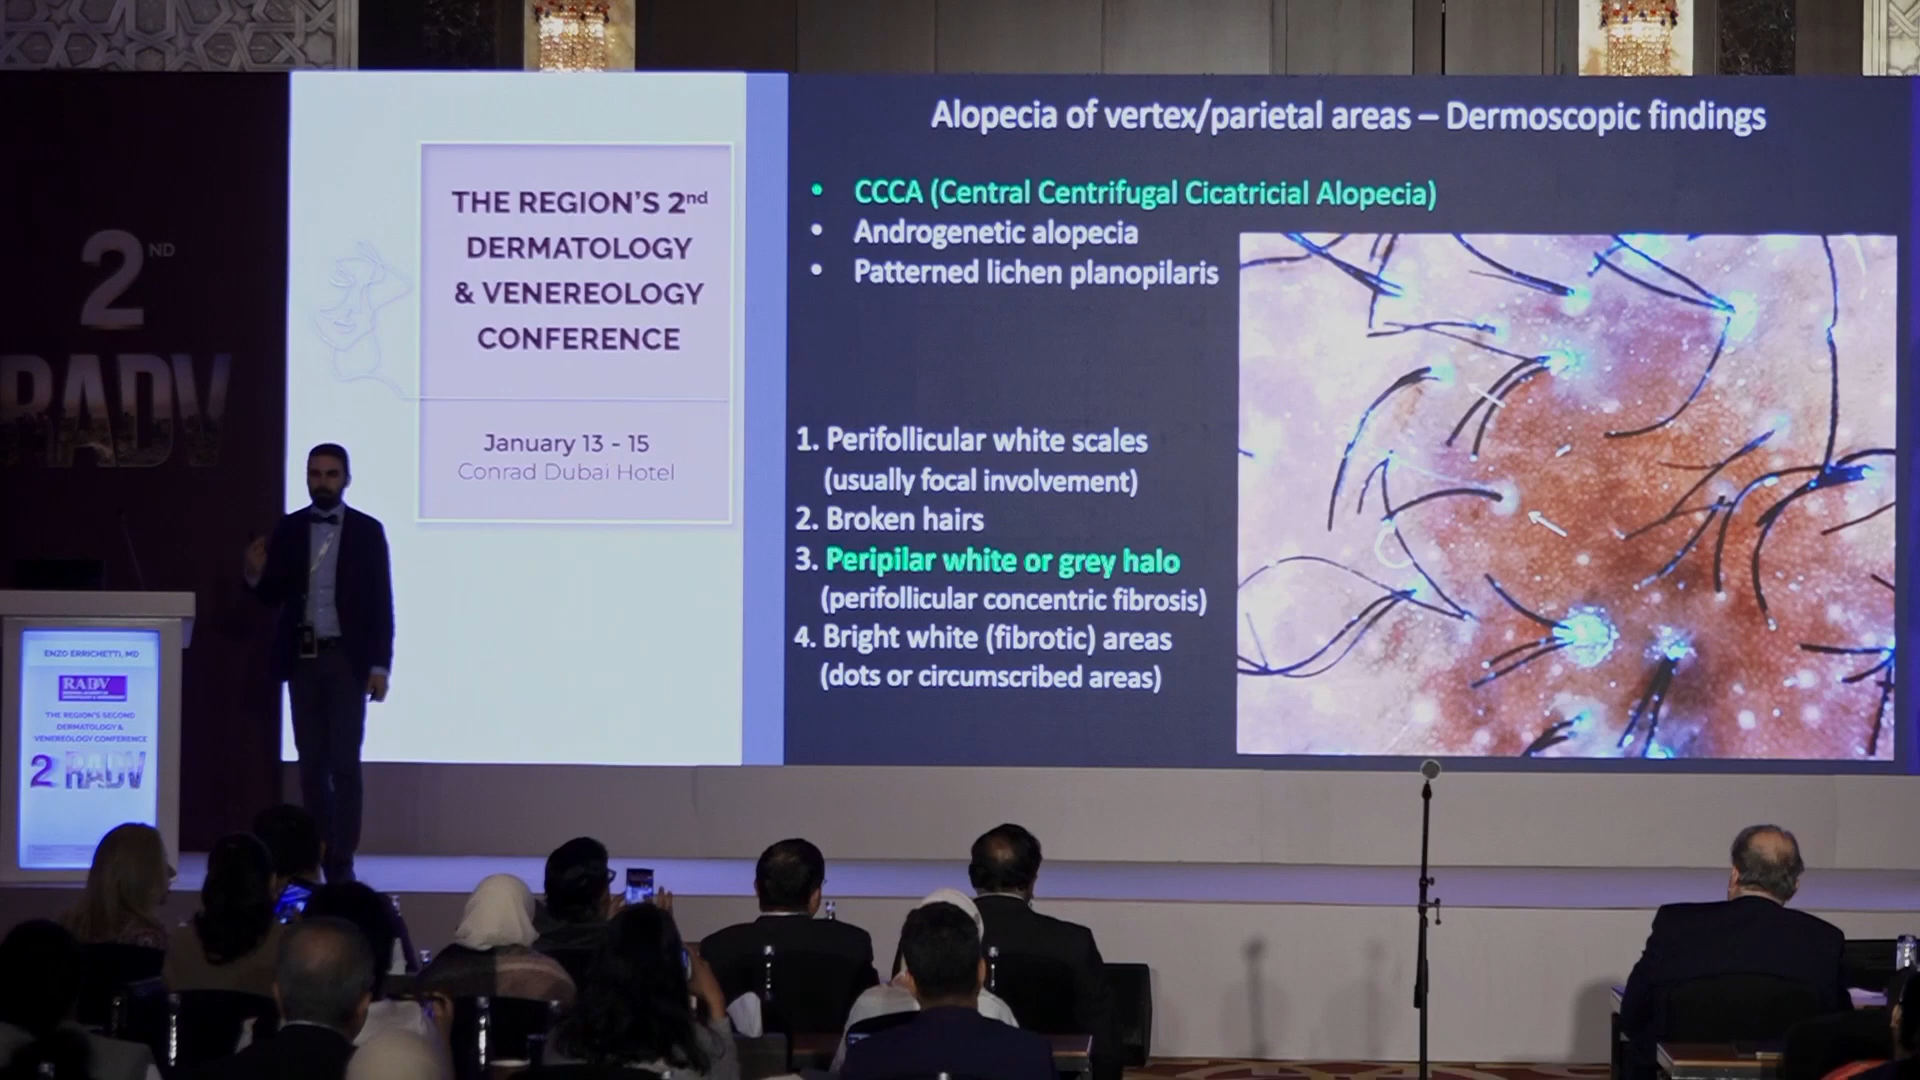 2 ND
RADV
THE REGION'S 2nd
DERMATOLOGY
& VENEREOLOGY
CONFERENCE
January 13 - 15
Conrad Dubai Hotel
Alopecia of vertex/parietal areas – Dermoscopic findings
• CCCA (Central Centrifugal Cicatricial Alopecia)
• Androgenetic alopecia
• Patterned lichen planopilaris
1. Perifollicular white scales
(usually focal involvement)
2. Broken hairs
3. Peripilar white or grey halo
(perifollicular concentric fibrosis)
4. Bright white (fibrotic) areas
(dots or circumscribed areas)
ENZO ERRICHETTI, MD
RADV
THE REGION'S SECOND
DERMATOLOGY &
VENEREOLOGY CONFERENCE
2 RADV